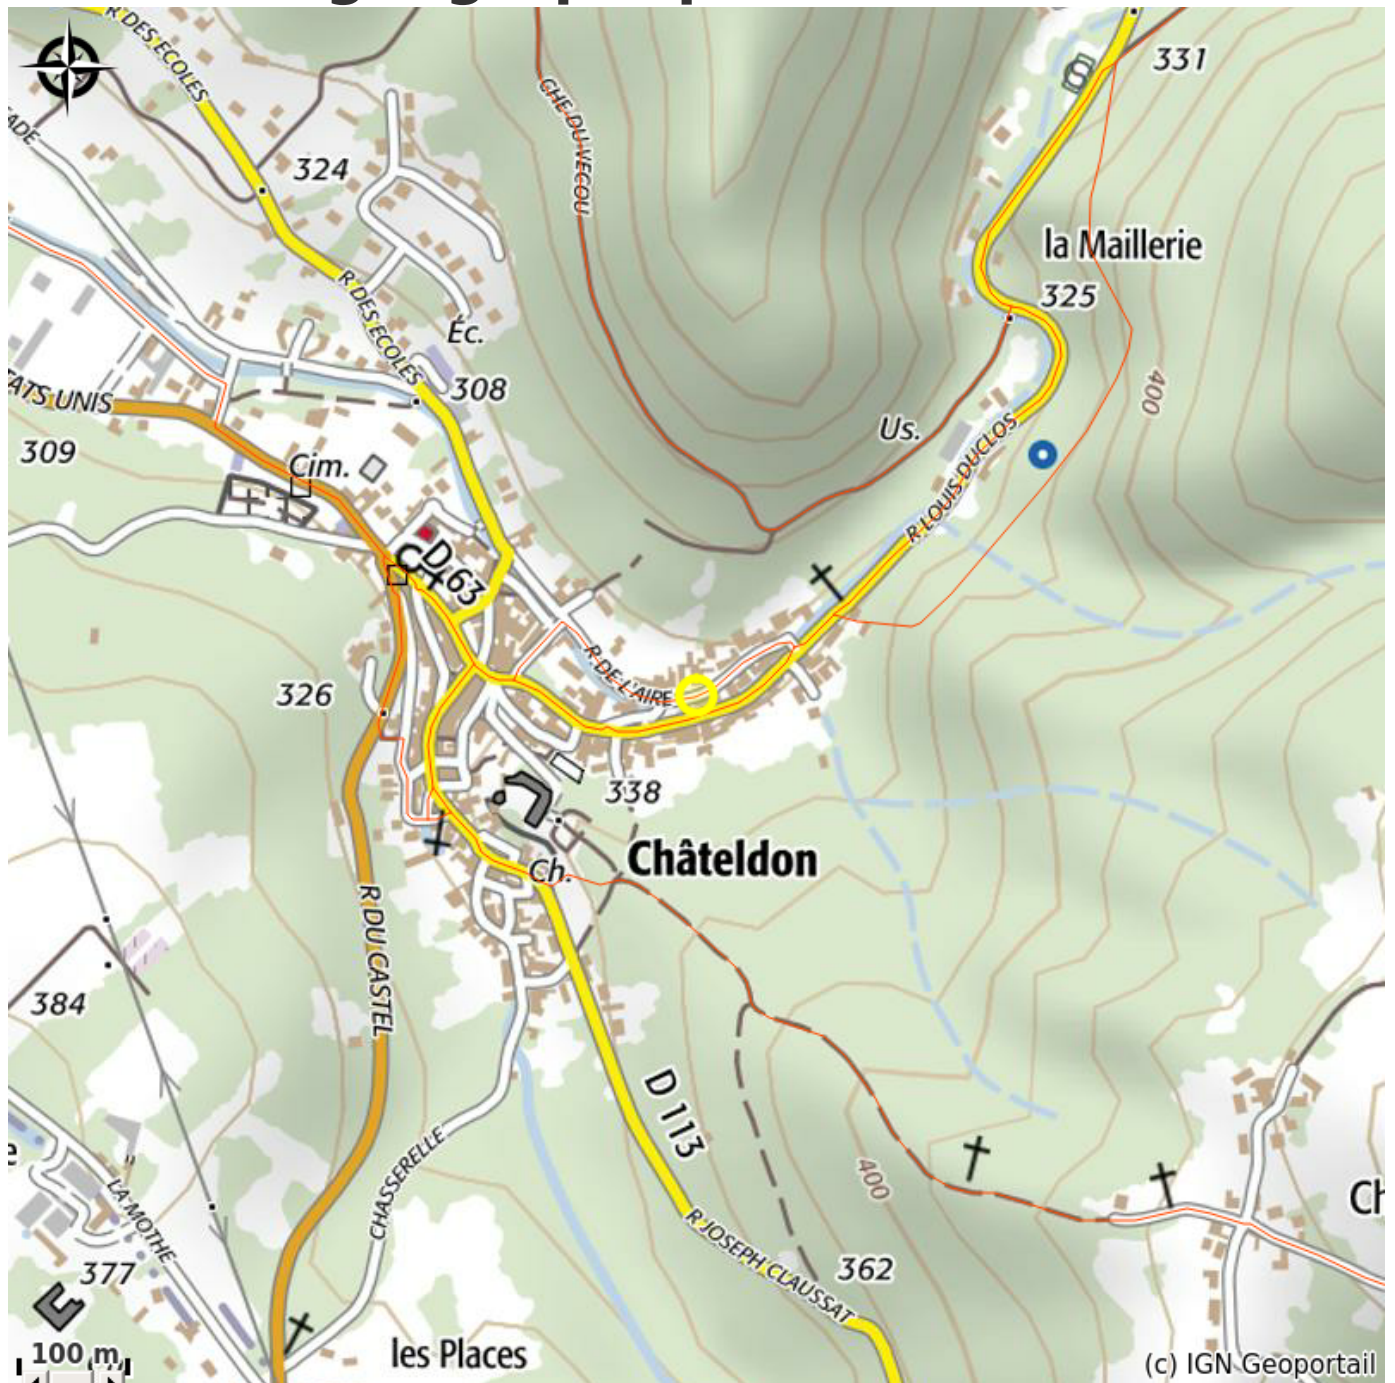 R DES ECOLES
331
CHE DU VECOU
324
la Maillerie
R DES ECOLES
325
Éc.
308
400
ATS UNIS
Us.
309
Cim.
R LOUIS DUCLOS
D 63
R DE L'AIRE
326
338
Châteldon
Ch.
R DU CASTEL
384
D 113
CHASSERELLE
400
LA MOTHE
Ch
R JOSEPH CLAUSSAT
377
362
les Places
100 m
(c) IGN Geoportail